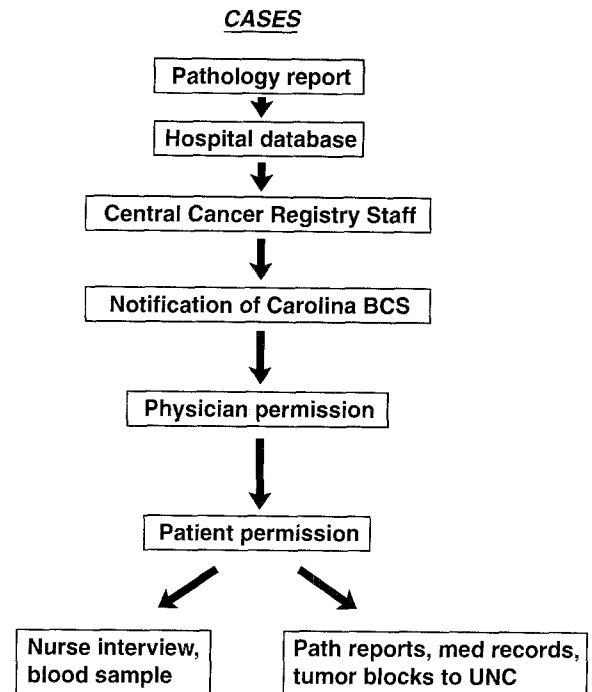 CASES
Pathology report
Hospital database
Central Cancer Registry Staff
Notification of Carolina BCS
Physician permission
Patient permission
Nurse interview,
blood sample
Path reports, med records,
tumor blocks to UNC